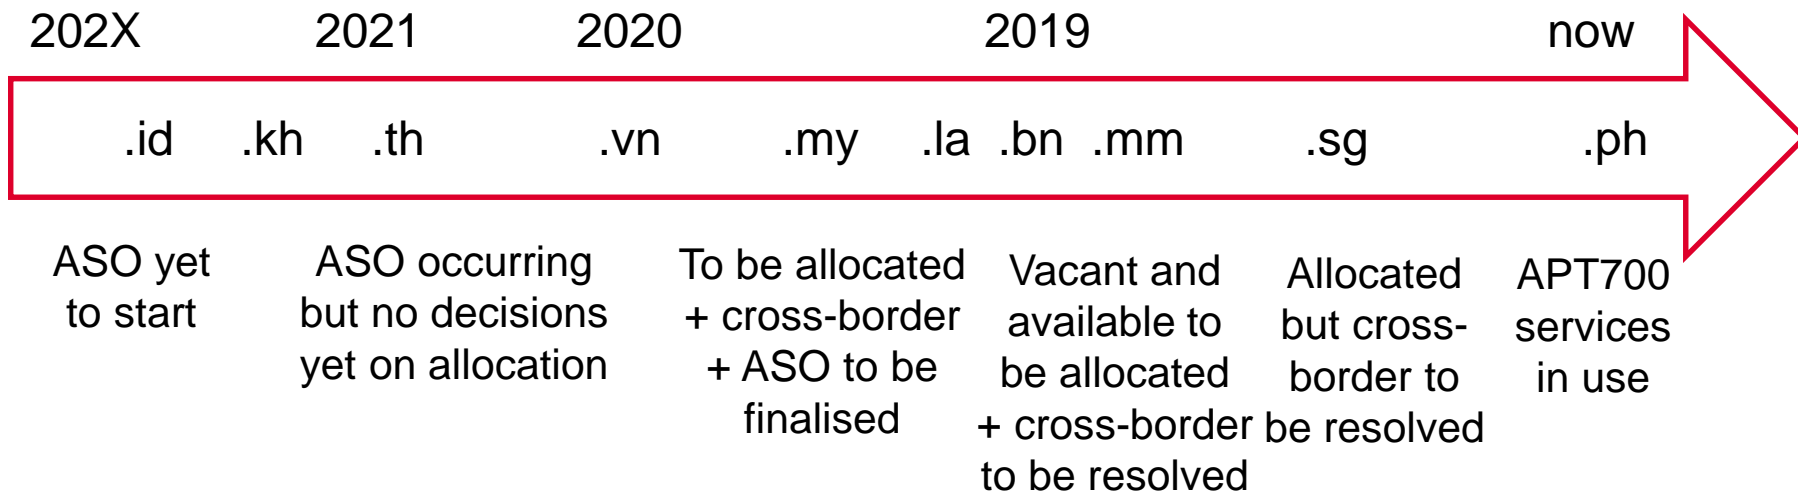 202X 2021 2020 2019 now
.id .kh .th .vn .my .la .bn .mm .sg .ph
ASO yet
to start
ASO occurring
but no decisions
yet on allocation
To be allocated
+ cross-border
+ ASO to be
finalised
Vacant and
available to
be allocated
+ cross-border
to be resolved
Allocated
but cross-
border to
be resolved
APT700
services
in use